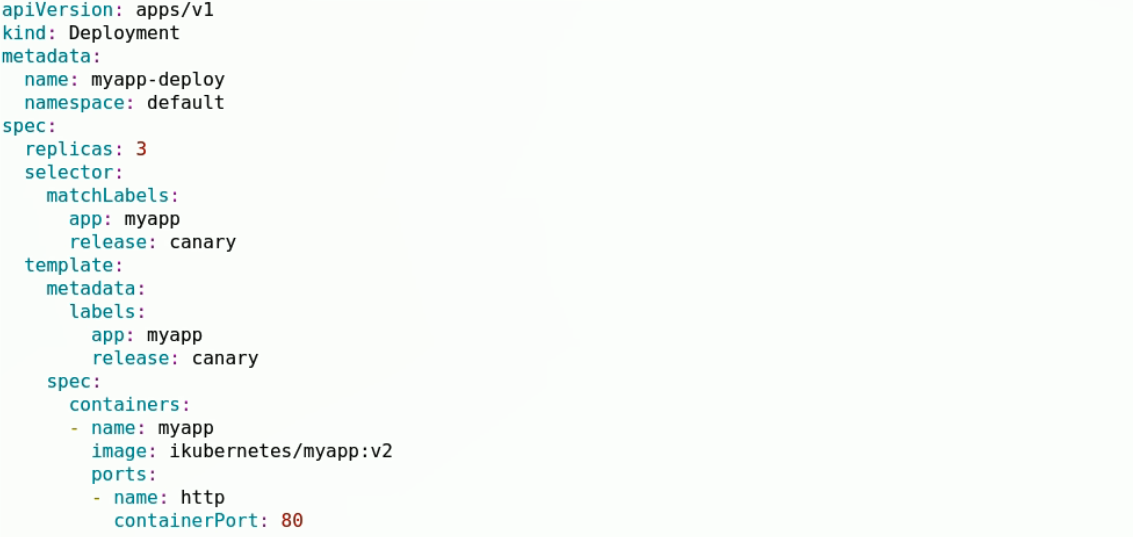 apiVersion: apps/v1
kind: Deployment
metadata:
  name: myapp-deploy
  namespace: default
spec:
  replicas: 3
  selector:
    matchLabels:
      app: myapp
      release: canary
  template:
    metadata:
      labels:
        app: myapp
        release: canary
    spec:
      containers:
      - name: myapp
        image: ikubernetes/myapp:v2
        ports:
        - name: http
          containerPort: 80